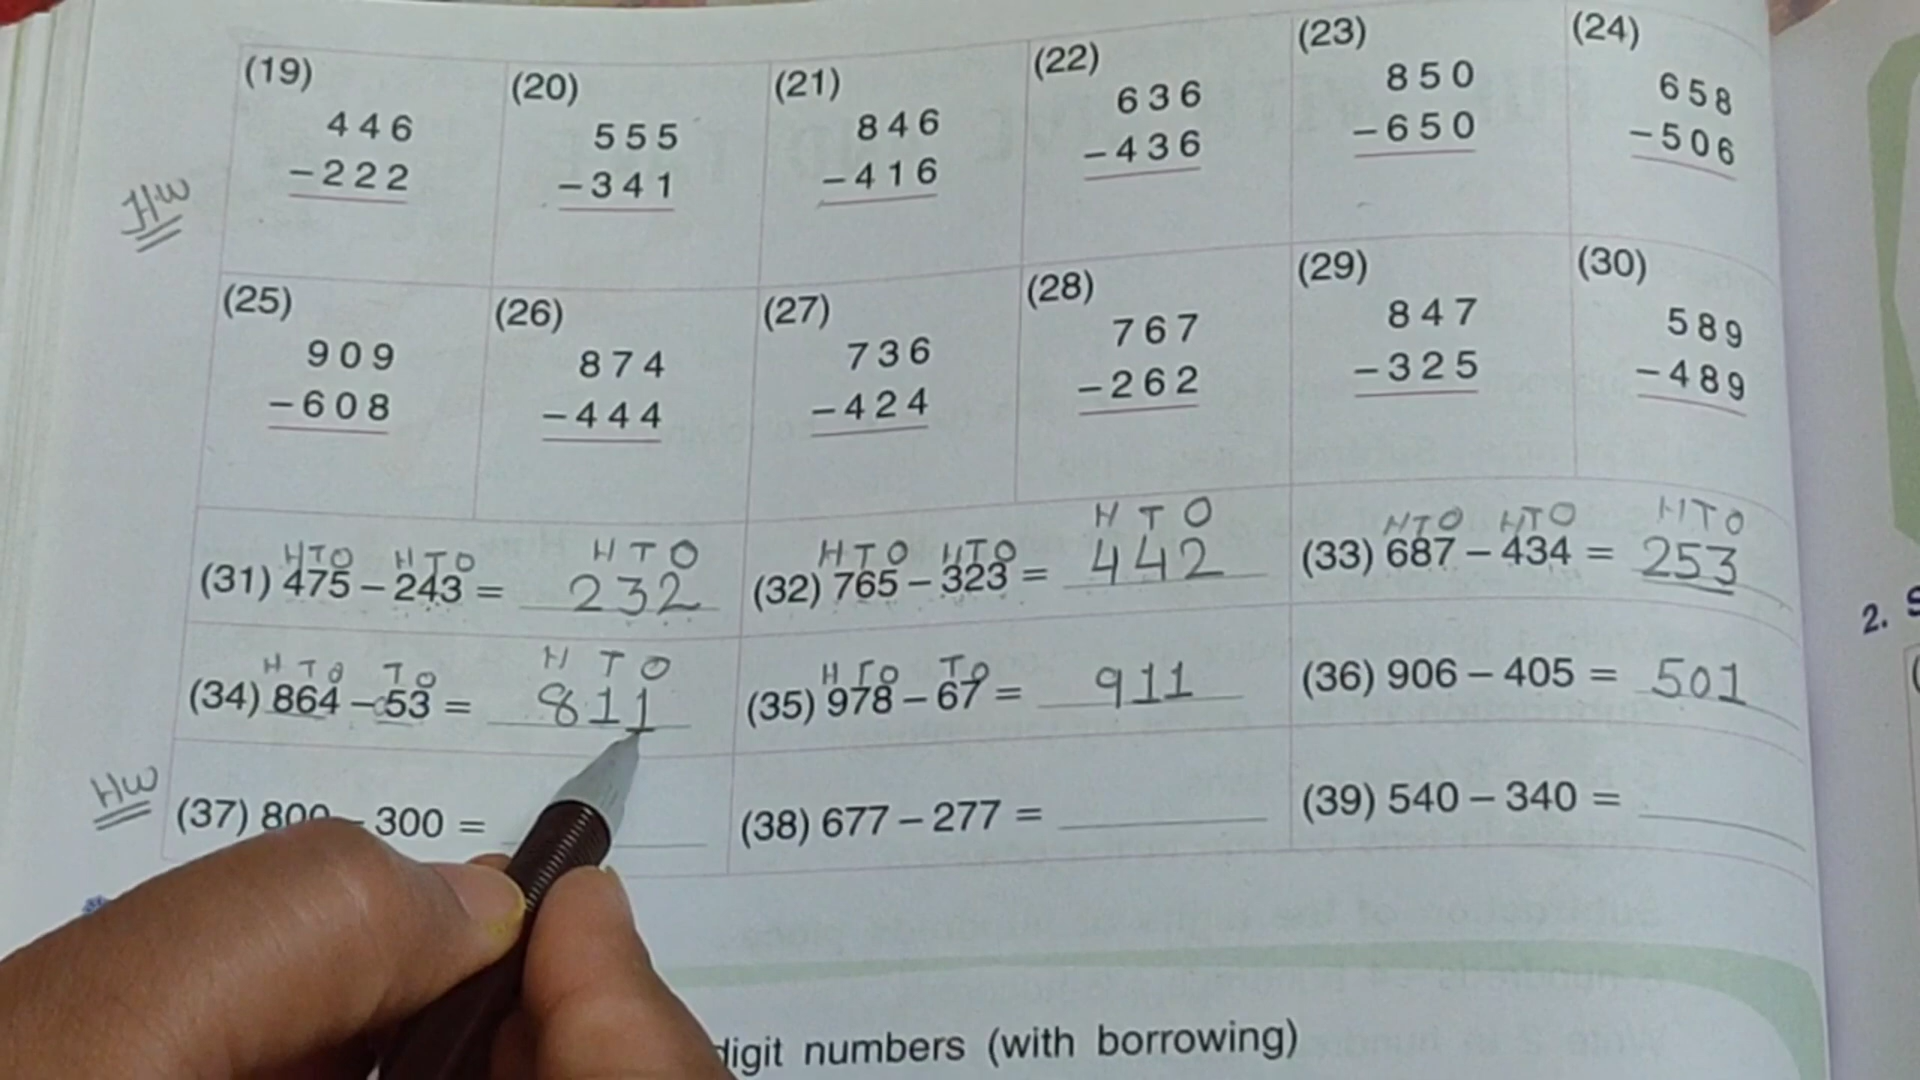 (19) (20) (21) (22) (23) (24)
446 555 846 636 850 658
-222 -341 -416 -436 -650 -506
HW
(25) (26) (27) (28) (29) (30)
909 874 736 767 847 589
-608 -444 -424 -262 -325 -489
HTO HTO HTO HTO HTO HTO HTO HTO HTO
(31) 475 – 243 = 232 (32) 765 – 323 = 442 (33) 687 – 434 = 253
HTO TO HTO HTO TO
(34) 864 – 53 = 811 (35) 978 – 67 = 911 (36) 906 – 405 = 501
HW
(37) 800 – 300 = (38) 677 – 277 = (39) 540 – 340 =
digit numbers (with borrowing)
2. S